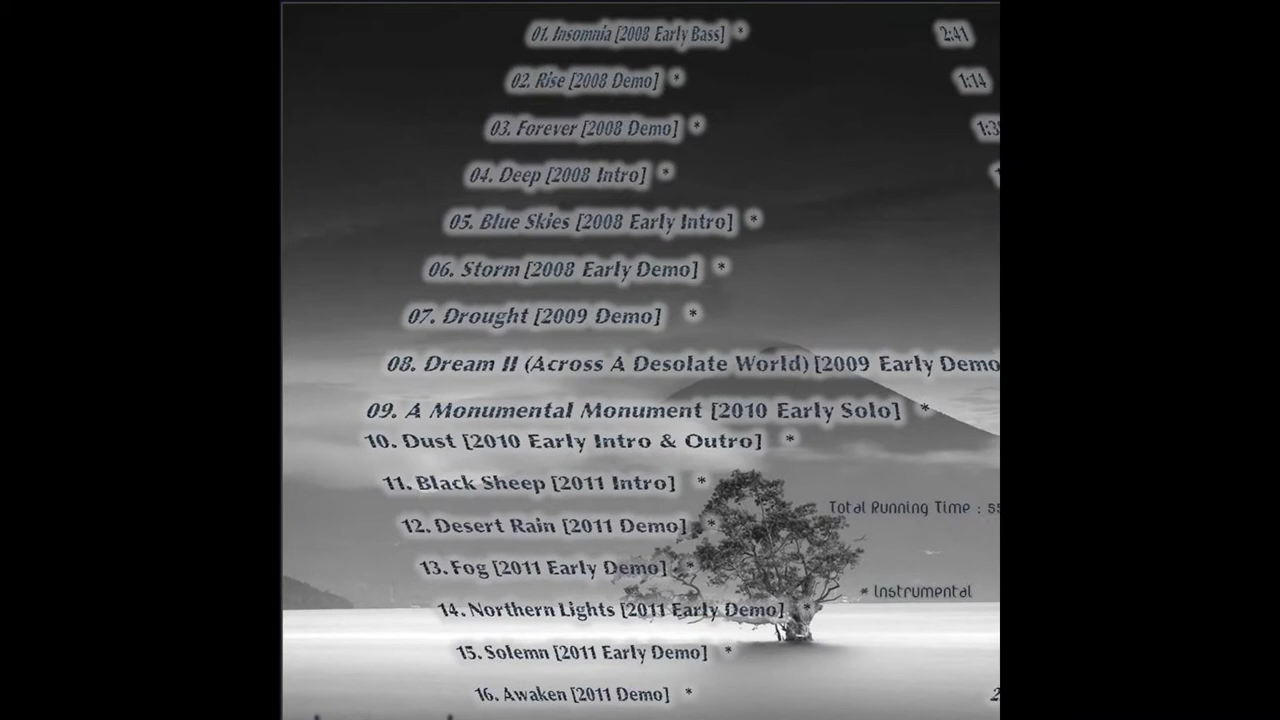 01. Insomnia [2008 Early Bass] * 2:41
02. Rise [2008 Demo] * 1:14
03. Forever [2008 Demo] *
04. Deep [2008 Intro] *
05. Blue Skies [2008 Early Intro] *
06. Storm [2008 Early Demo] *
07. Drought [2009 Demo] *
08. Dream II (Across A Desolate World) [2009 Early Demo
09. A Monumental Monument [2010 Early Solo] *
10. Dust [2010 Early Intro & Outro] *
11. Black Sheep [2011 Intro] *
Total Running Time :
12. Desert Rain [2011 Demo] *
13. Fog [2011 Early Demo] *
* Instrumental
14. Northern Lights [2011 Early Demo] *
15. Solemn [2011 Early Demo] *
16. Awaken [2011 Demo] *